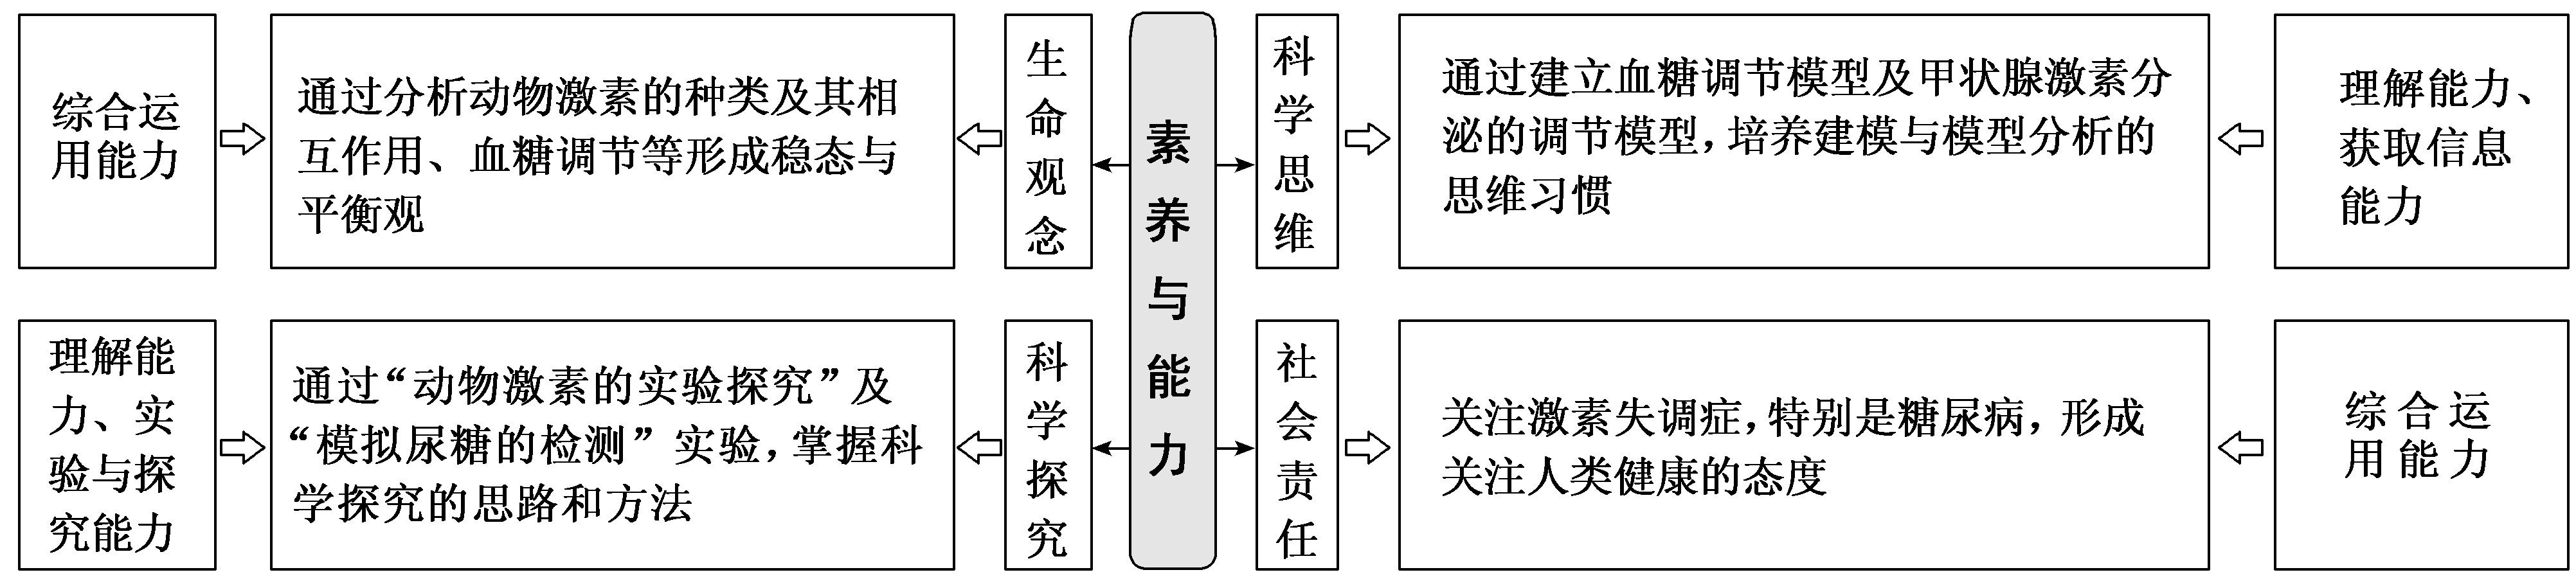 综合运
用能力
通过分析动物激素的种类及其相
互作用、血糖调节等形成稳态与
平衡观
生命观念
素养与能力
科学思维
通过建立血糖调节模型及甲状腺激素分
泌的调节模型，培养建模与模型分析的
思维习惯
理解能力、
获取信息
能力
理解能
力、实
验与探
究能力
通过“动物激素的实验探究”及
“模拟尿糖的检测”实验，掌握科
学探究的思路和方法
科学探究
社会责任
关注激素失调症，特别是糖尿病，形成
关注人类健康的态度
综合运
用能力